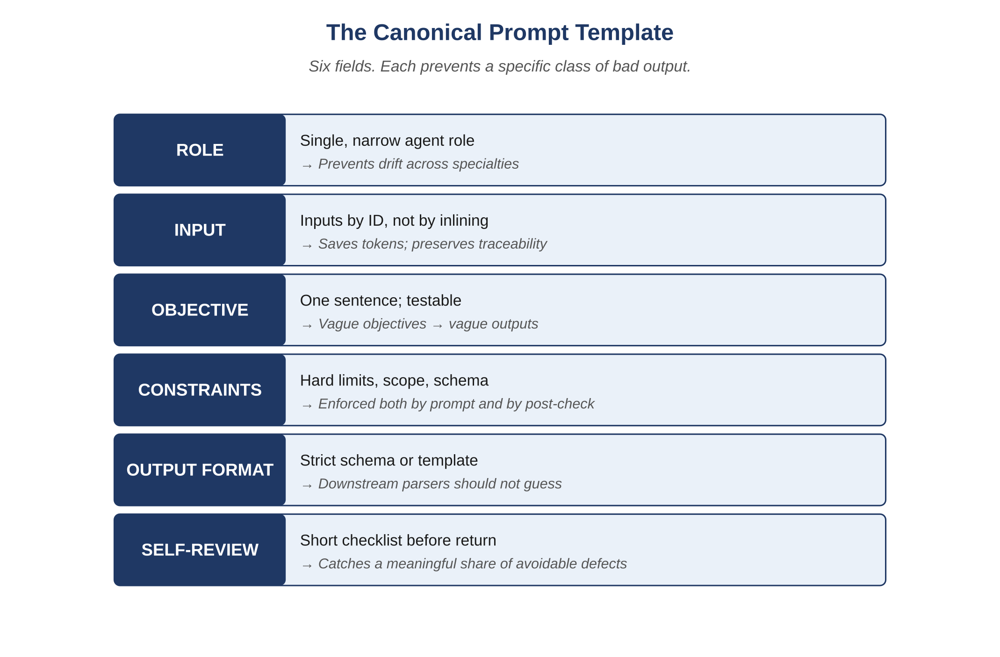 The Canonical Prompt Template
Six fields. Each prevents a specific class of bad output.
ROLE
Single, narrow agent role
→ Prevents drift across specialties
INPUT
Inputs by ID, not by inlining
→ Saves tokens; preserves traceability
OBJECTIVE
One sentence; testable
→ Vague objectives → vague outputs
CONSTRAINTS
Hard limits, scope, schema
→ Enforced both by prompt and by post-check
OUTPUT FORMAT
Strict schema or template
→ Downstream parsers should not guess
SELF-REVIEW
Short checklist before return
→ Catches a meaningful share of avoidable defects